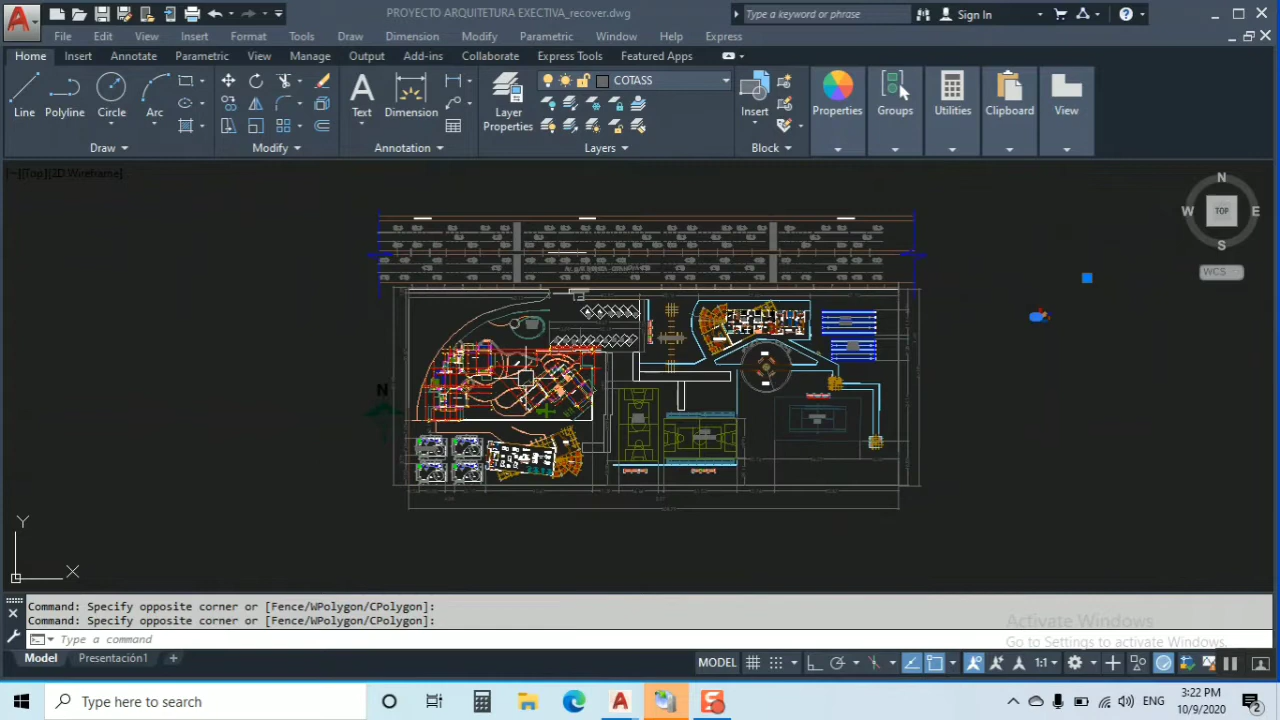 PROYECTO ARQUITETURA EXECTIVA_recover.dwg
Type a keyword or phrase
Sign In
File Edit View Insert Format Tools Draw Dimension Modify Parametric Window Help Express
Home Insert Annotate Parametric View Manage Output Add-ins Collaborate Express Tools Featured Apps
COTASS
Line Polyline Circle Arc
Text Dimension
Layer
Properties
Insert
Properties Groups Utilities Clipboard View
Draw Modify Annotation Layers Block
[−][Top][2D Wireframe]
N
W TOP E
S
WCS
N
Y
X
Command: Specify opposite corner or [Fence/WPolygon/CPolygon]:
Command: Specify opposite corner or [Fence/WPolygon/CPolygon]:
Type a command
Activate Windows
Go to Settings to activate Windows.
Model Presentación1 +
MODEL 1:1
Type here to search
ENG
3:22 PM
10/9/2020
2